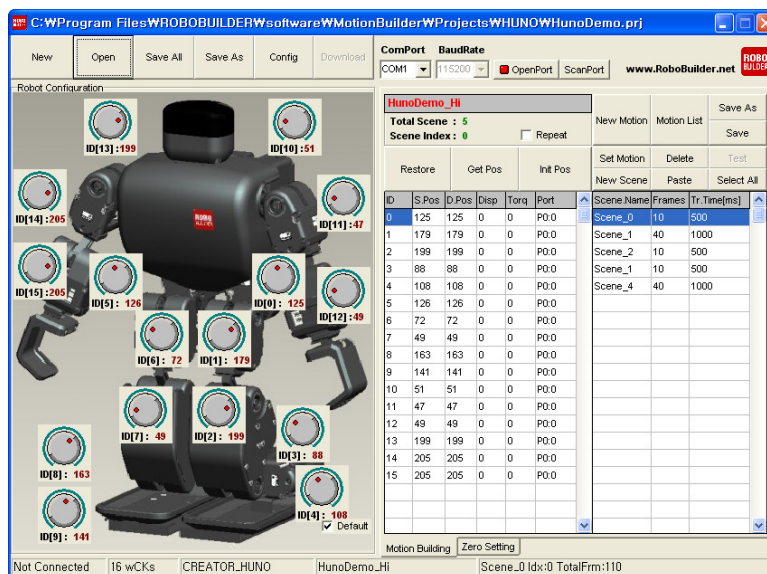 C:₩Program Files₩ROBOBUILDER₩software₩MotionBuilder₩Projects₩HUNO₩HunoDemo.prj
New Open Save All Save As Config Download
ComPort BaudRate
COM1 115200 OpenPort ScanPort www.RoboBuilder.net ROBO BUILDER
Robot Configuration
ID[13]:199
ID[10]:51
ID[14]:205
ROBO BUILDER
ID[11]:47
ID[15]:205
ID[5]: 126
ID[0]: 125
ID[12]:49
ID[6]: 72
ID[1]: 179
ID[7]: 49
ID[2]: 199
ID[3]: 88
ID[8]: 163
ID[4]: 108
Default
ID[9]: 141
HunoDemo_Hi
Total Scene : 5
Scene Index : 0 Repeat
New Motion Motion List Save As
Save
Restore Get Pos Init Pos
Set Motion Delete Test
New Scene Paste Select All
ID S.Pos D.Pos Disp Torq Port
0 125 125 0 0 P0:0
1 179 179 0 0 P0:0
2 199 199 0 0 P0:0
3 88 88 0 0 P0:0
4 108 108 0 0 P0:0
5 126 126 0 0 P0:0
6 72 72 0 0 P0:0
7 49 49 0 0 P0:0
8 163 163 0 0 P0:0
9 141 141 0 0 P0:0
10 51 51 0 0 P0:0
11 47 47 0 0 P0:0
12 49 49 0 0 P0:0
13 199 199 0 0 P0:0
14 205 205 0 0 P0:0
15 205 205 0 0 P0:0
Scene.Name Frames Tr.Time[ms]
Scene_0 10 500
Scene_1 40 1000
Scene_2 10 500
Scene_1 10 500
Scene_4 40 1000
Motion Building Zero Setting
Not Connected 16 wCKs CREATOR_HUNO HunoDemo_Hi Scene_0 Idx:0 TotalFrm:110